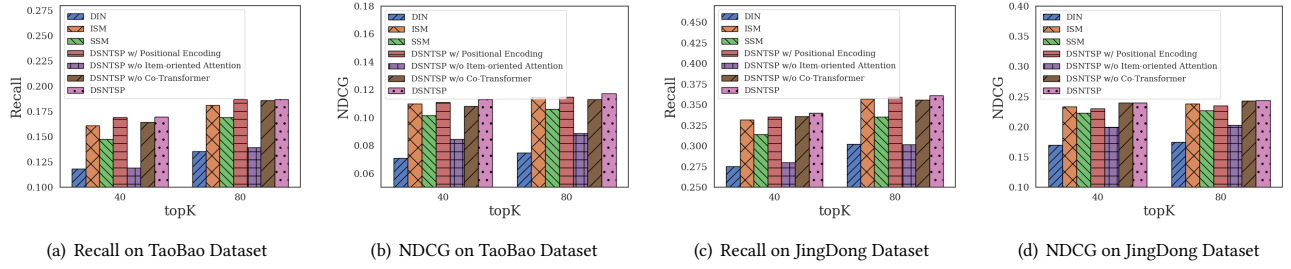 0.275
0.250
0.225
0.200
0.175
0.150
0.125
0.100
Recall
DIN
ISM
SSM
DSNTSP w/ Positional Encoding
DSNTSP w/o Item-oriented Attention
DSNTSP w/o Co-Transformer
DSNTSP
40
80
topK
(a) Recall on TaoBao Dataset
0.18
0.16
0.14
0.12
0.10
0.08
0.06
NDCG
DIN
ISM
SSM
DSNTSP w/ Positional Encoding
DSNTSP w/o Item-oriented Attention
DSNTSP w/o Co-Transformer
DSNTSP
40
80
topK
(b) NDCG on TaoBao Dataset
0.450
0.425
0.400
0.375
0.350
0.325
0.300
0.275
0.250
Recall
DIN
ISM
SSM
DSNTSP w/ Positional Encoding
DSNTSP w/o Item-oriented Attention
DSNTSP w/o Co-Transformer
DSNTSP
40
80
topK
(c) Recall on JingDong Dataset
0.40
0.35
0.30
0.25
0.20
0.15
0.10
NDCG
DIN
ISM
SSM
DSNTSP w/ Positional Encoding
DSNTSP w/o Item-oriented Attention
DSNTSP w/o Co-Transformer
DSNTSP
40
80
topK
(d) NDCG on JingDong Dataset